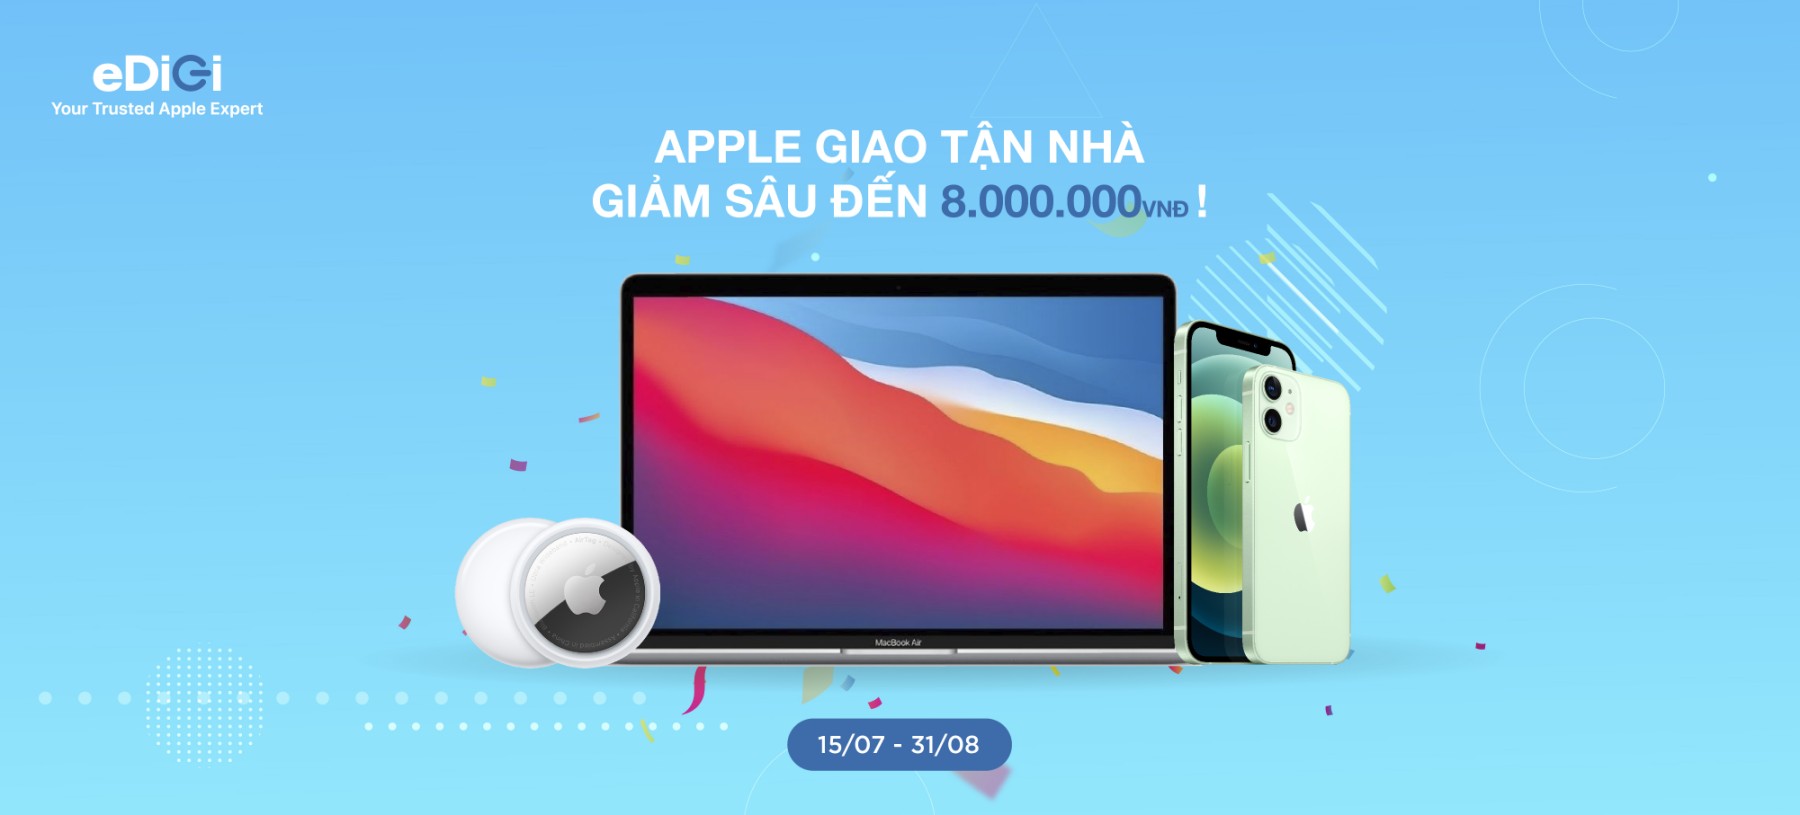 eDiGi
Your Trusted Apple Expert
APPLE GIAO TẬN NHÀ
GIẢM SÂU ĐẾN 8.000.000VNĐ !
AirTag
MacBook Air
15/07 - 31/08